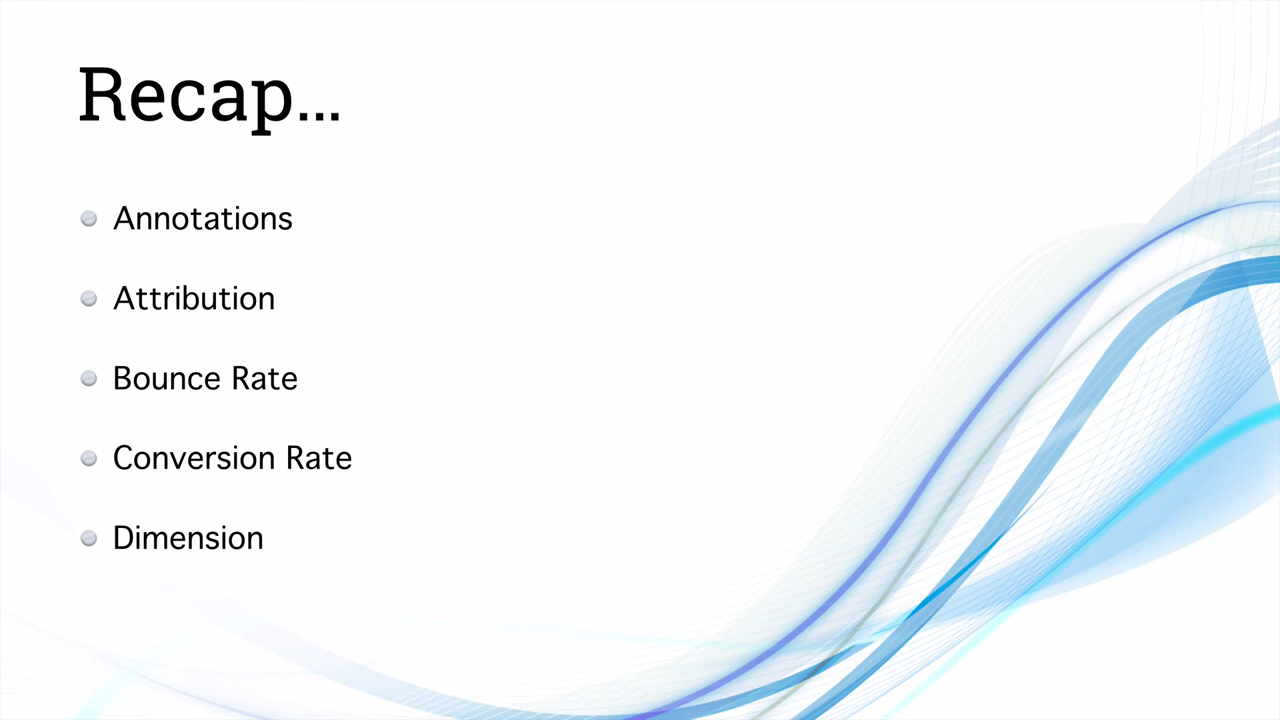 Recap...
Annotations
Attribution
Bounce Rate
Conversion Rate
Dimension